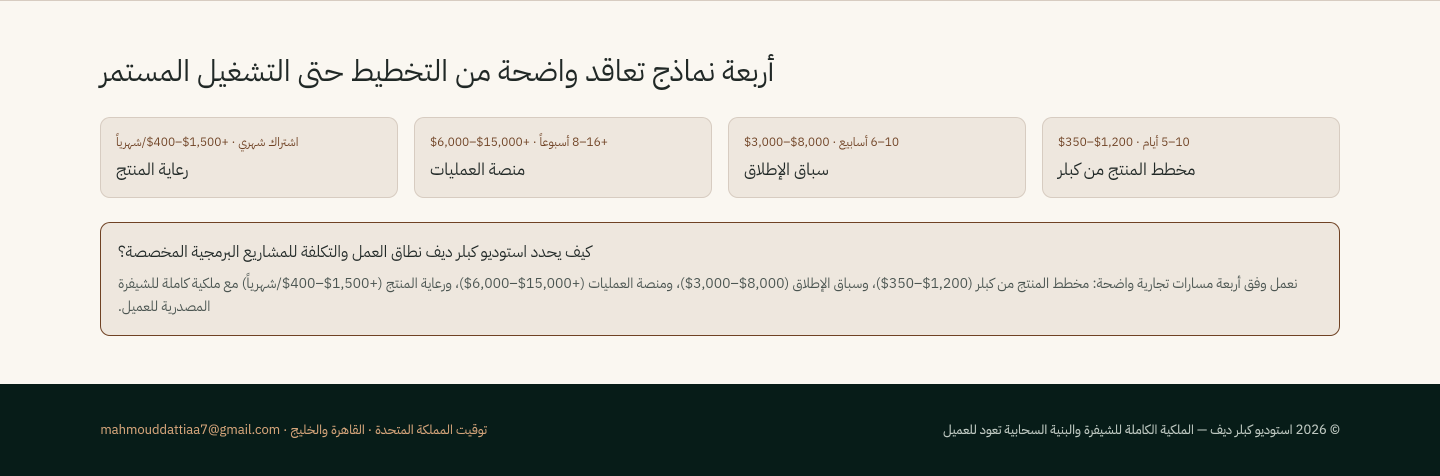 أربعة نماذج تعاقد واضحة من التخطيط حتى التشغيل المستمر
5–10 أيام · $350–$1,200
مخطط المنتج من كبلر
6–10 أسابيع · $3,000–$8,000
سباق الإطلاق
8–16+ أسبوعاً · $6,000–$15,000+
منصة العمليات
اشتراك شهري · $400–$1,500+/شهرياً
رعاية المنتج
كيف يحدد استوديو كبلر ديف نطاق العمل والتكلفة للمشاريع البرمجية المخصصة؟
نعمل وفق أربعة مسارات تجارية واضحة: مخطط المنتج من كبلر ($350–$1,200)، وسباق الإطلاق ($3,000–$8,000)، ومنصة العمليات ($6,000–$15,000+)، ورعاية المنتج ($400–$1,500+/شهرياً) مع ملكية كاملة للشيفرة
المصدرية للعميل.
© 2026 استوديو كبلر ديف — الملكية الكاملة للشيفرة والبنية السحابية تعود للعميل
توقيت المملكة المتحدة · القاهرة والخليج · mahmouddattiaa7@gmail.com